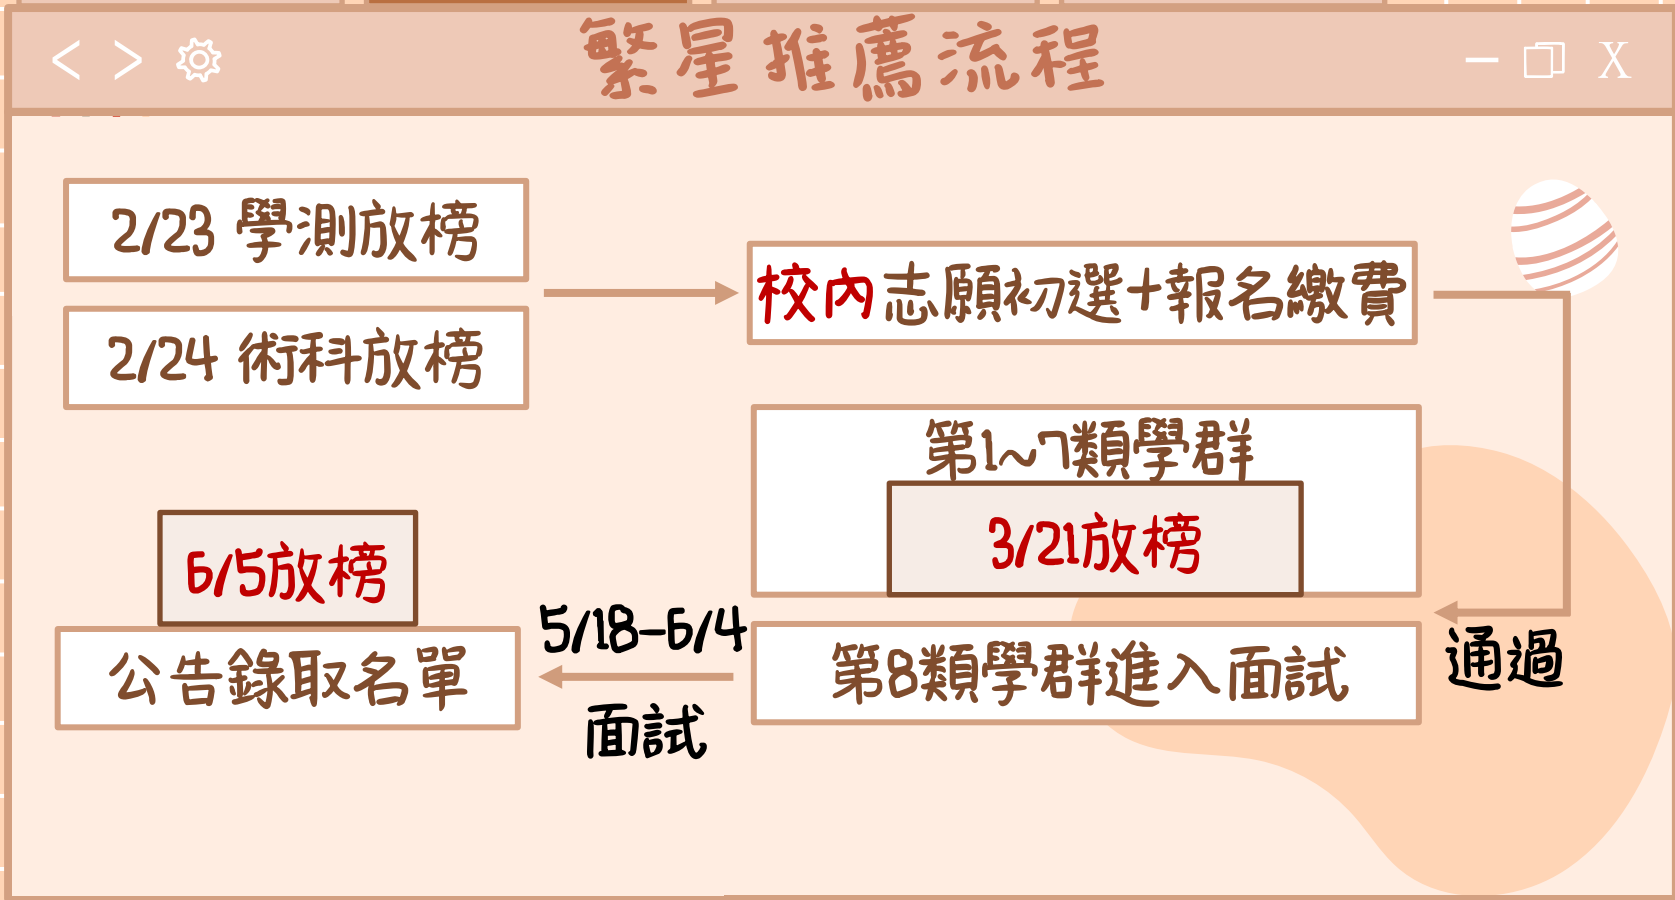 繁星推薦流程
X
2/23 學測放榜
2/24 術科放榜
校內志願初選+報名繳費
第1~7類學群
3/21放榜
通過
第8類學群進入面試
5/18-6/4
面試
6/5放榜
公告錄取名單